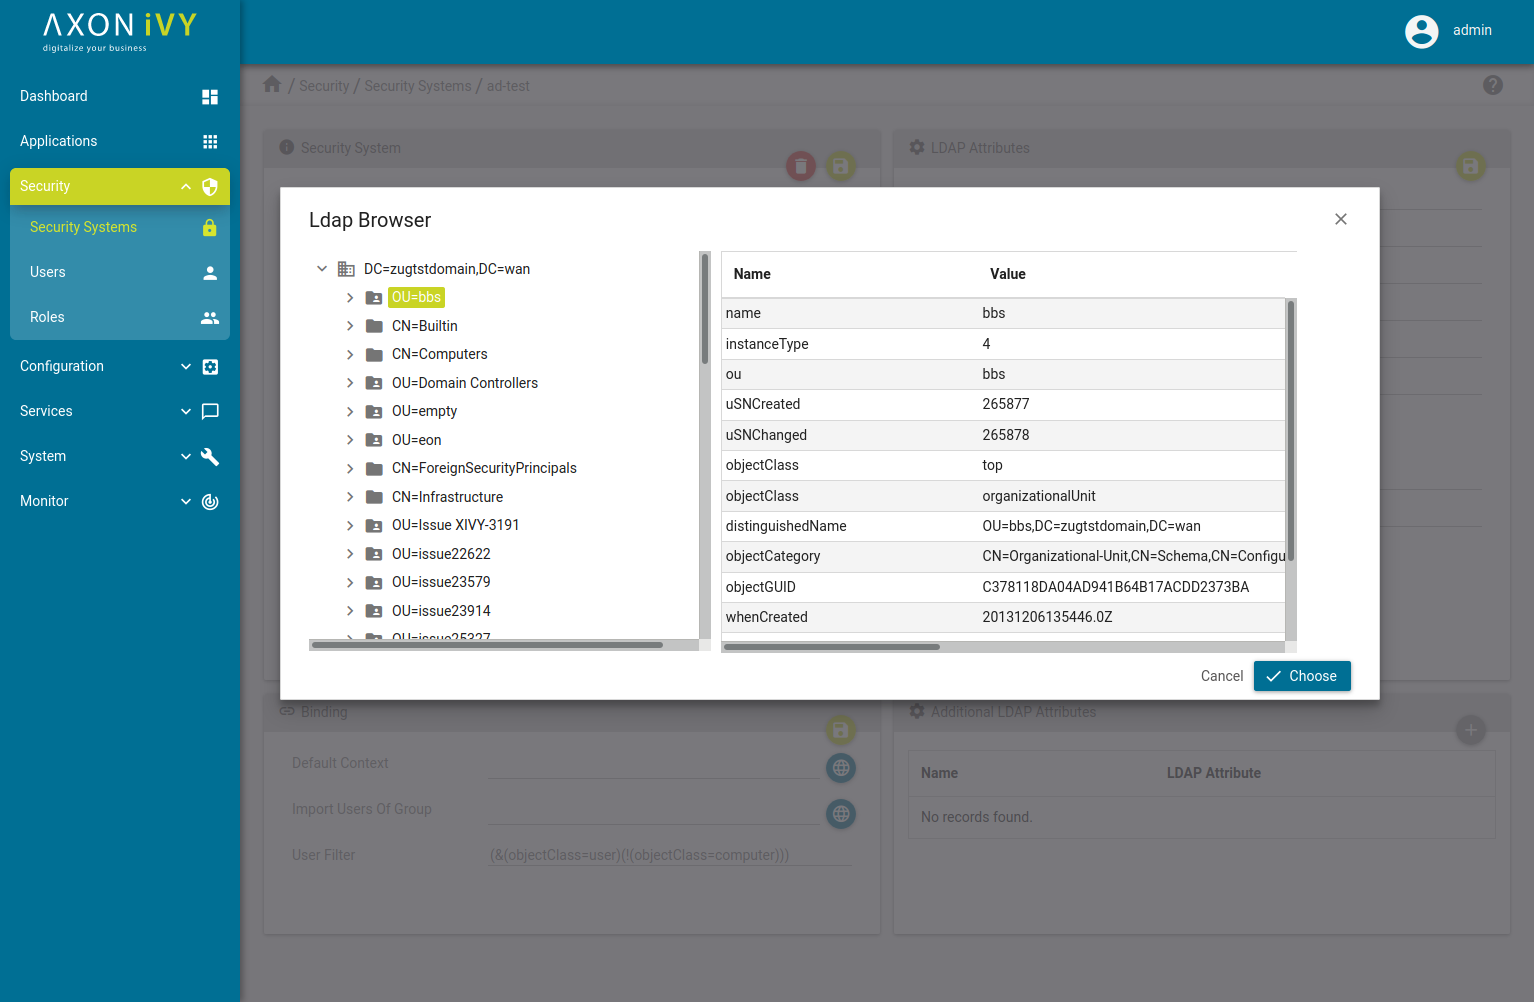 AXON iVY
digitalize your business
admin
Dashboard
Applications
Security
Security Systems
Users
Roles
Configuration
Services
System
Monitor
/ Security / Security Systems / ad-test
Security System
LDAP Attributes
Ldap Browser
DC=zugtstdomain,DC=wan
OU=bbs
CN=Builtin
CN=Computers
OU=Domain Controllers
OU=empty
OU=eon
CN=ForeignSecurityPrincipals
CN=Infrastructure
OU=Issue XIVY-3191
OU=issue22622
OU=issue23579
OU=issue23914
OU=issue25327
Name Value
name bbs
instanceType 4
ou bbs
uSNCreated 265877
uSNChanged 265878
objectClass top
objectClass organizationalUnit
distinguishedName OU=bbs,DC=zugtstdomain,DC=wan
objectCategory CN=Organizational-Unit,CN=Schema,CN=Configu
objectGUID C378118DA04AD941B64B17ACDD2373BA
whenCreated 20131206135446.0Z
Cancel Choose
Binding
Default Context
Import Users Of Group
User Filter (&(objectClass=user)(!(objectClass=computer)))
Additional LDAP Attributes
Name LDAP Attribute
No records found.